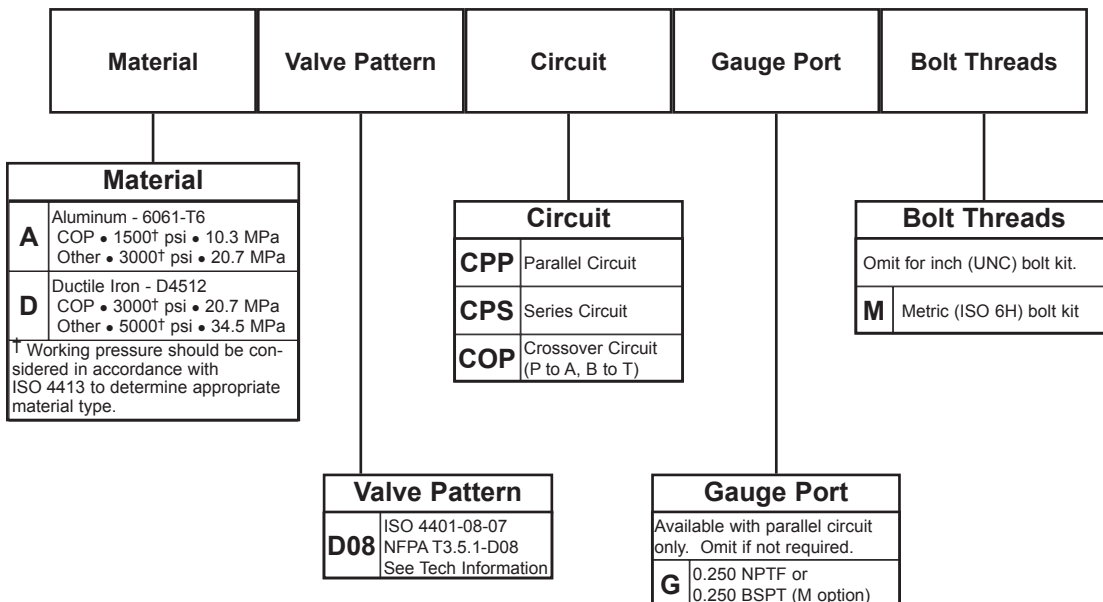 Material
Valve Pattern
Circuit
Gauge Port
Bolt Threads
Material
A
Aluminum - 6061-T6
COP • 1500† psi • 10.3 MPa
Other • 3000† psi • 20.7 MPa
D
Ductile Iron - D4512
COP • 3000† psi • 20.7 MPa
Other • 5000† psi • 34.5 MPa
† Working pressure should be con-
sidered in accordance with
ISO 4413 to determine appropriate
material type.
Circuit
CPP Parallel Circuit
CPS Series Circuit
COP Crossover Circuit
(P to A, B to T)
Bolt Threads
Omit for inch (UNC) bolt kit.
M Metric (ISO 6H) bolt kit
Valve Pattern
D08
ISO 4401-08-07
NFPA T3.5.1-D08
See Tech Information
Gauge Port
Available with parallel circuit
only. Omit if not required.
G
0.250 NPTF or
0.250 BSPT (M option)